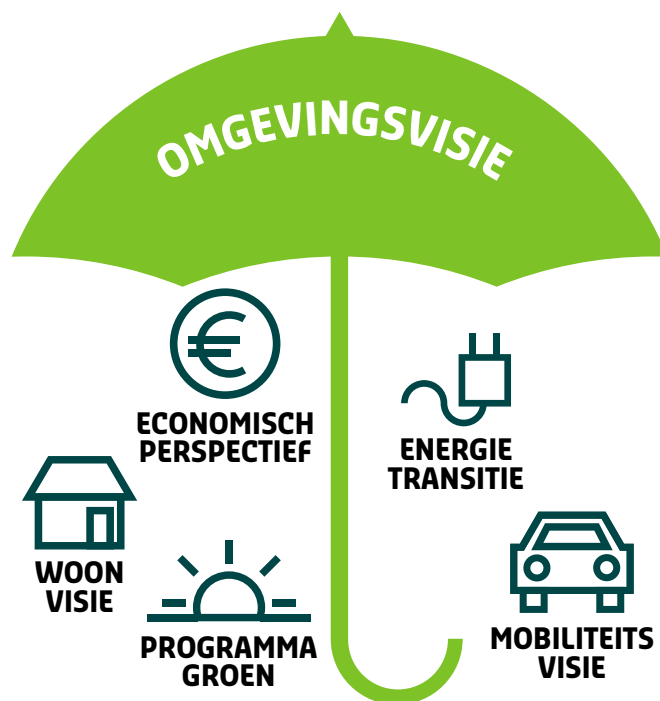 OMGEVINGSVISIE
ECONOMISCH
PERSPECTIEF
ENERGIE
TRANSITIE
WOON
VISIE
PROGRAMMA
GROEN
MOBILITEITS
VISIE